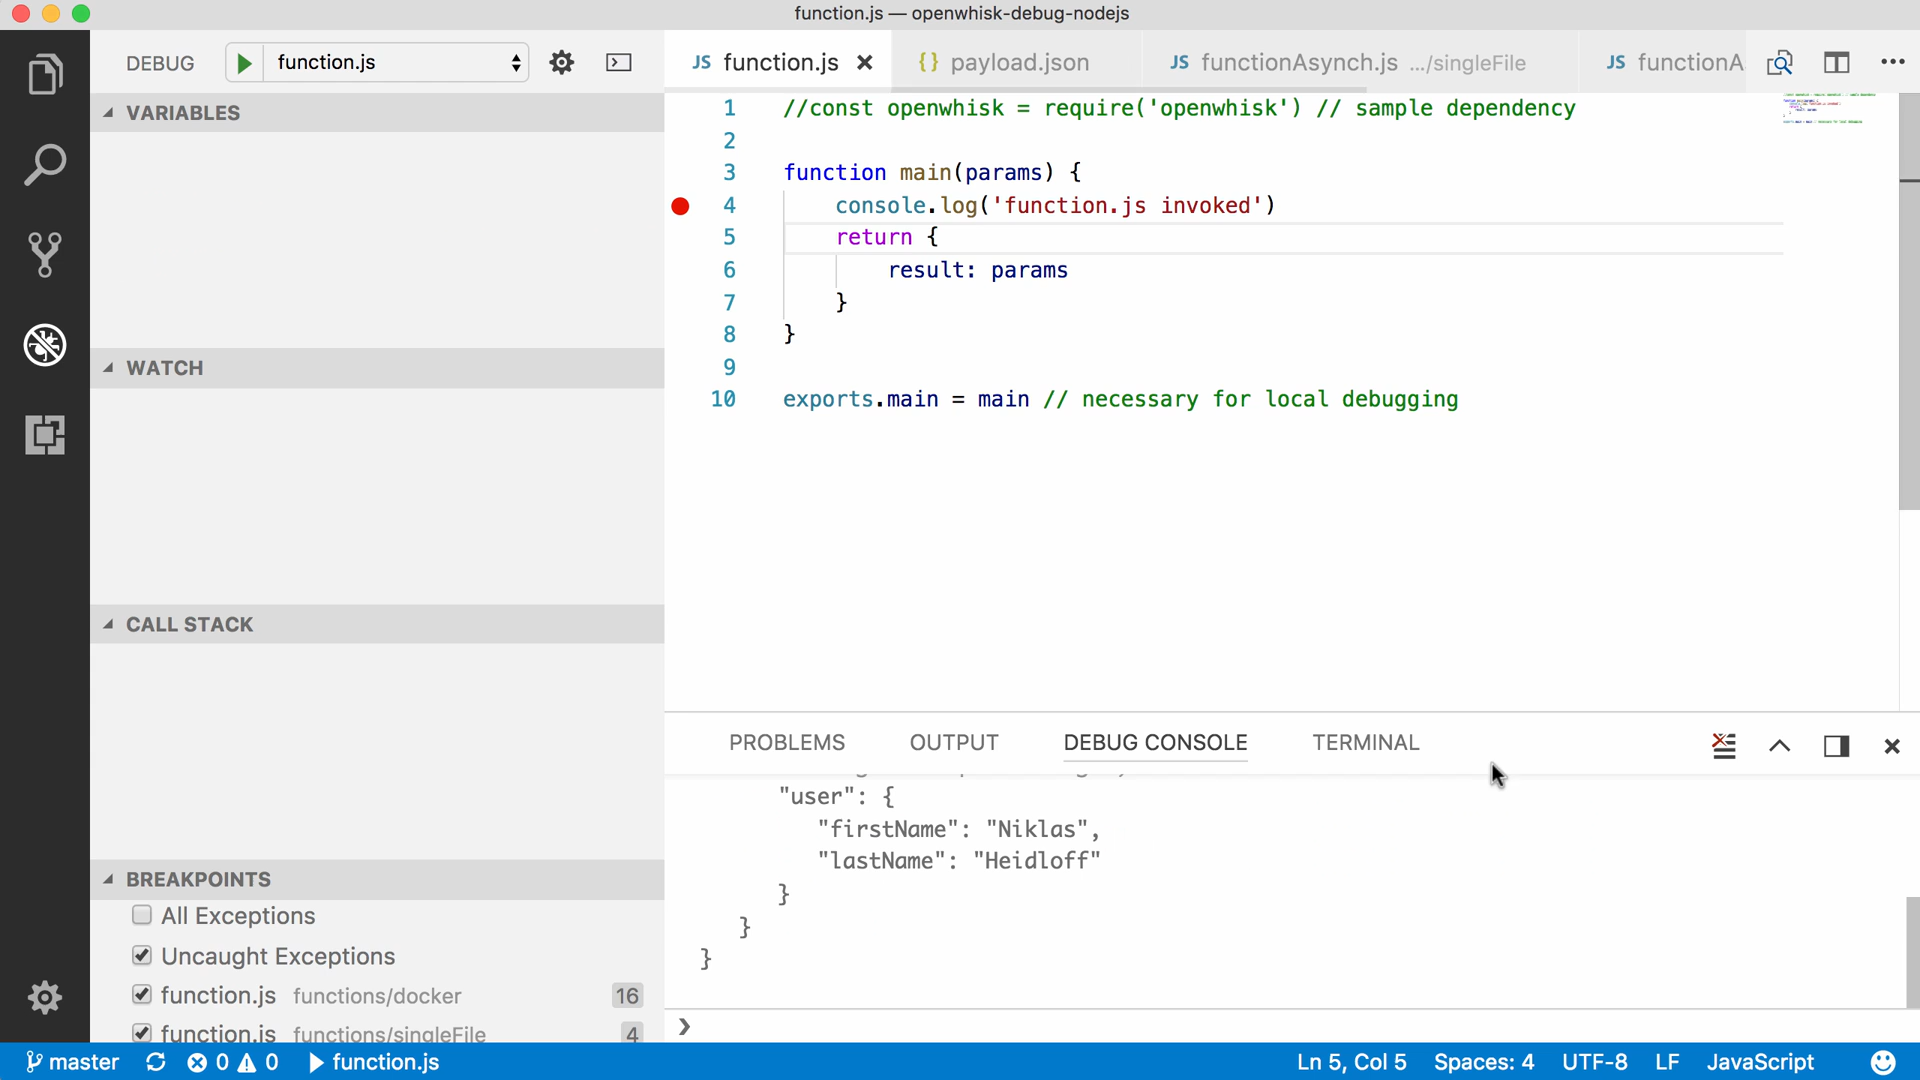 function.js — openwhisk-debug-nodejs
DEBUG
function.js
JS function.js
{} payload.json
JS functionAsynch.js .../singleFile
JS functionA
VARIABLES
WATCH
CALL STACK
BREAKPOINTS
All Exceptions
Uncaught Exceptions
function.js functions/docker 16
function.js functions/singleFile 4
1 //const openwhisk = require('openwhisk') // sample dependency
2
3 function main(params) {
4 console.log('function.js invoked')
5 return {
6 result: params
7 }
8 }
9
10 exports.main = main // necessary for local debugging
PROBLEMS OUTPUT DEBUG CONSOLE TERMINAL
"user": {
"firstName": "Niklas",
"lastName": "Heidloff"
}
}
}
❯
master 0 0 function.js Ln 5, Col 5 Spaces: 4 UTF-8 LF JavaScript